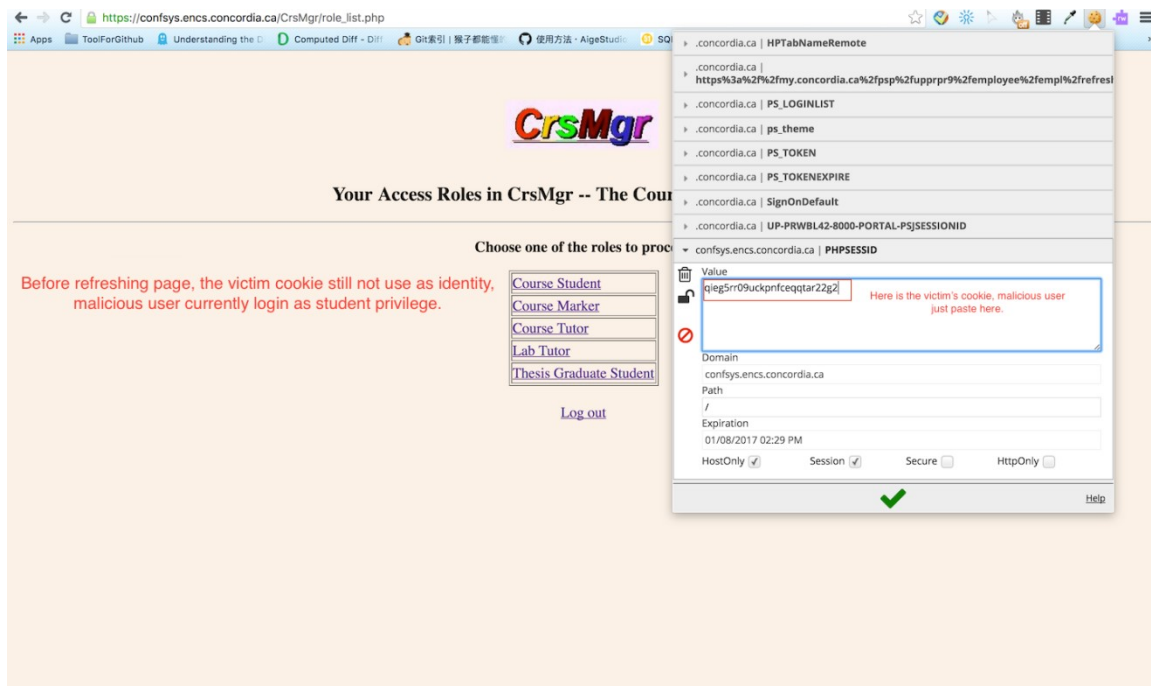 https://confsys.encs.concordia.ca/CrsMgr/role_list.php
Apps ToolForGithub Understanding the D Computed Diff - Diff Git索引 | 猴子都能懂 使用方法 - AigeStudio
CrsMgr
Your Access Roles in CrsMgr -- The Cour
Choose one of the roles to proc
Before refreshing page, the victim cookie still not use as identity,
malicious user currently login as student privilege.
Course Student
Course Marker
Course Tutor
Lab Tutor
Thesis Graduate Student
Log out
.concordia.ca | HPTabNameRemote
.concordia.ca |
https%3a%2f%2fmy.concordia.ca%2fpsp%2fupprpr9%2femployee%2fempl%2frefresh
.concordia.ca | PS_LOGINLIST
.concordia.ca | ps_theme
.concordia.ca | PS_TOKEN
.concordia.ca | PS_TOKENEXPIRE
.concordia.ca | SignOnDefault
.concordia.ca | UP-PRWBL42-8000-PORTAL-PSJSESSIONID
confsys.encs.concordia.ca | PHPSESSID
Value
qieg5rr09uckpnfceqqtar22g2
Here is the victim's cookie, malicious user
just paste here.
Domain
confsys.encs.concordia.ca
Path
/
Expiration
01/08/2017 02:29 PM
HostOnly Session Secure HttpOnly
Help